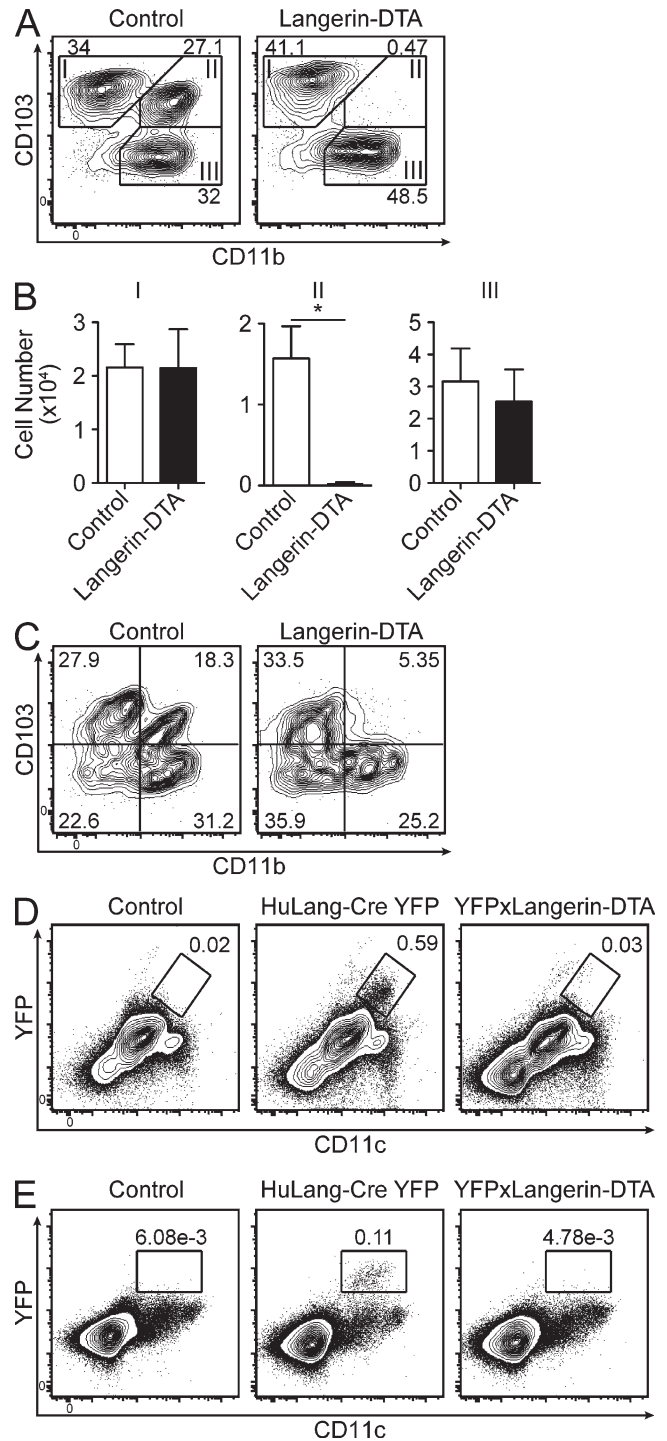 A Control Langerin-DTA
34 27.1 41.1 0.47
I II I II
CD103
III III
32 48.5
0
0
CD11b
B I II III
*
Cell Number
(x10⁴)
3 2 5
2 1 4
1 0 3
0 2
1
0
Control Control Control
Langerin-DTA Langerin-DTA Langerin-DTA
C Control Langerin-DTA
27.9 18.3 33.5 5.35
CD103
22.6 31.2 35.9 25.2
0
0
CD11b
D Control HuLang-Cre YFP YFPxLangerin-DTA
0.02 0.59 0.03
YFP
0
0
CD11c
E Control HuLang-Cre YFP YFPxLangerin-DTA
6.08e-3 0.11 4.78e-3
YFP
0
0
CD11c